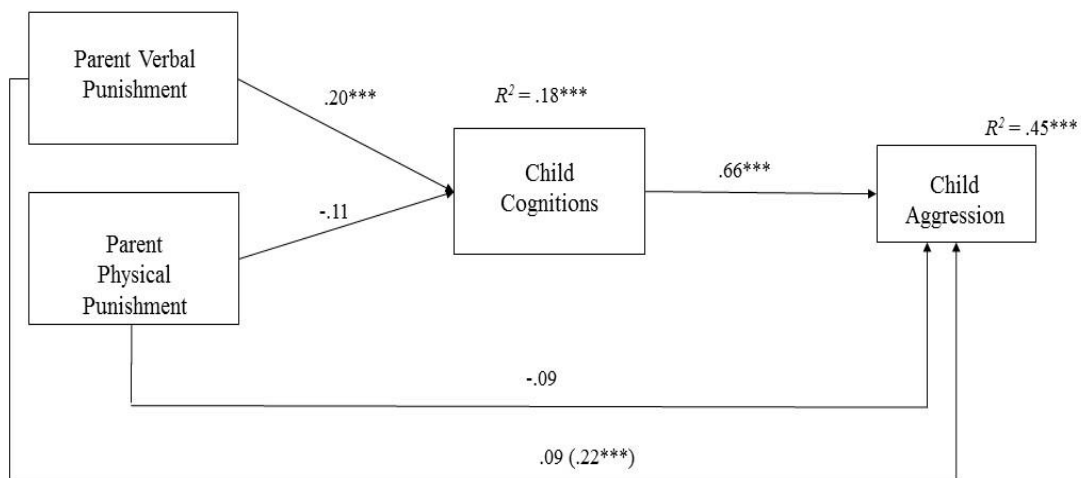 Parent Verbal
Punishment
.20***
R² = .18***
Child
Cognitions
.66***
R² = .45***
Child
Aggression
-.11
Parent
Physical
Punishment
-.09
.09 (.22***)